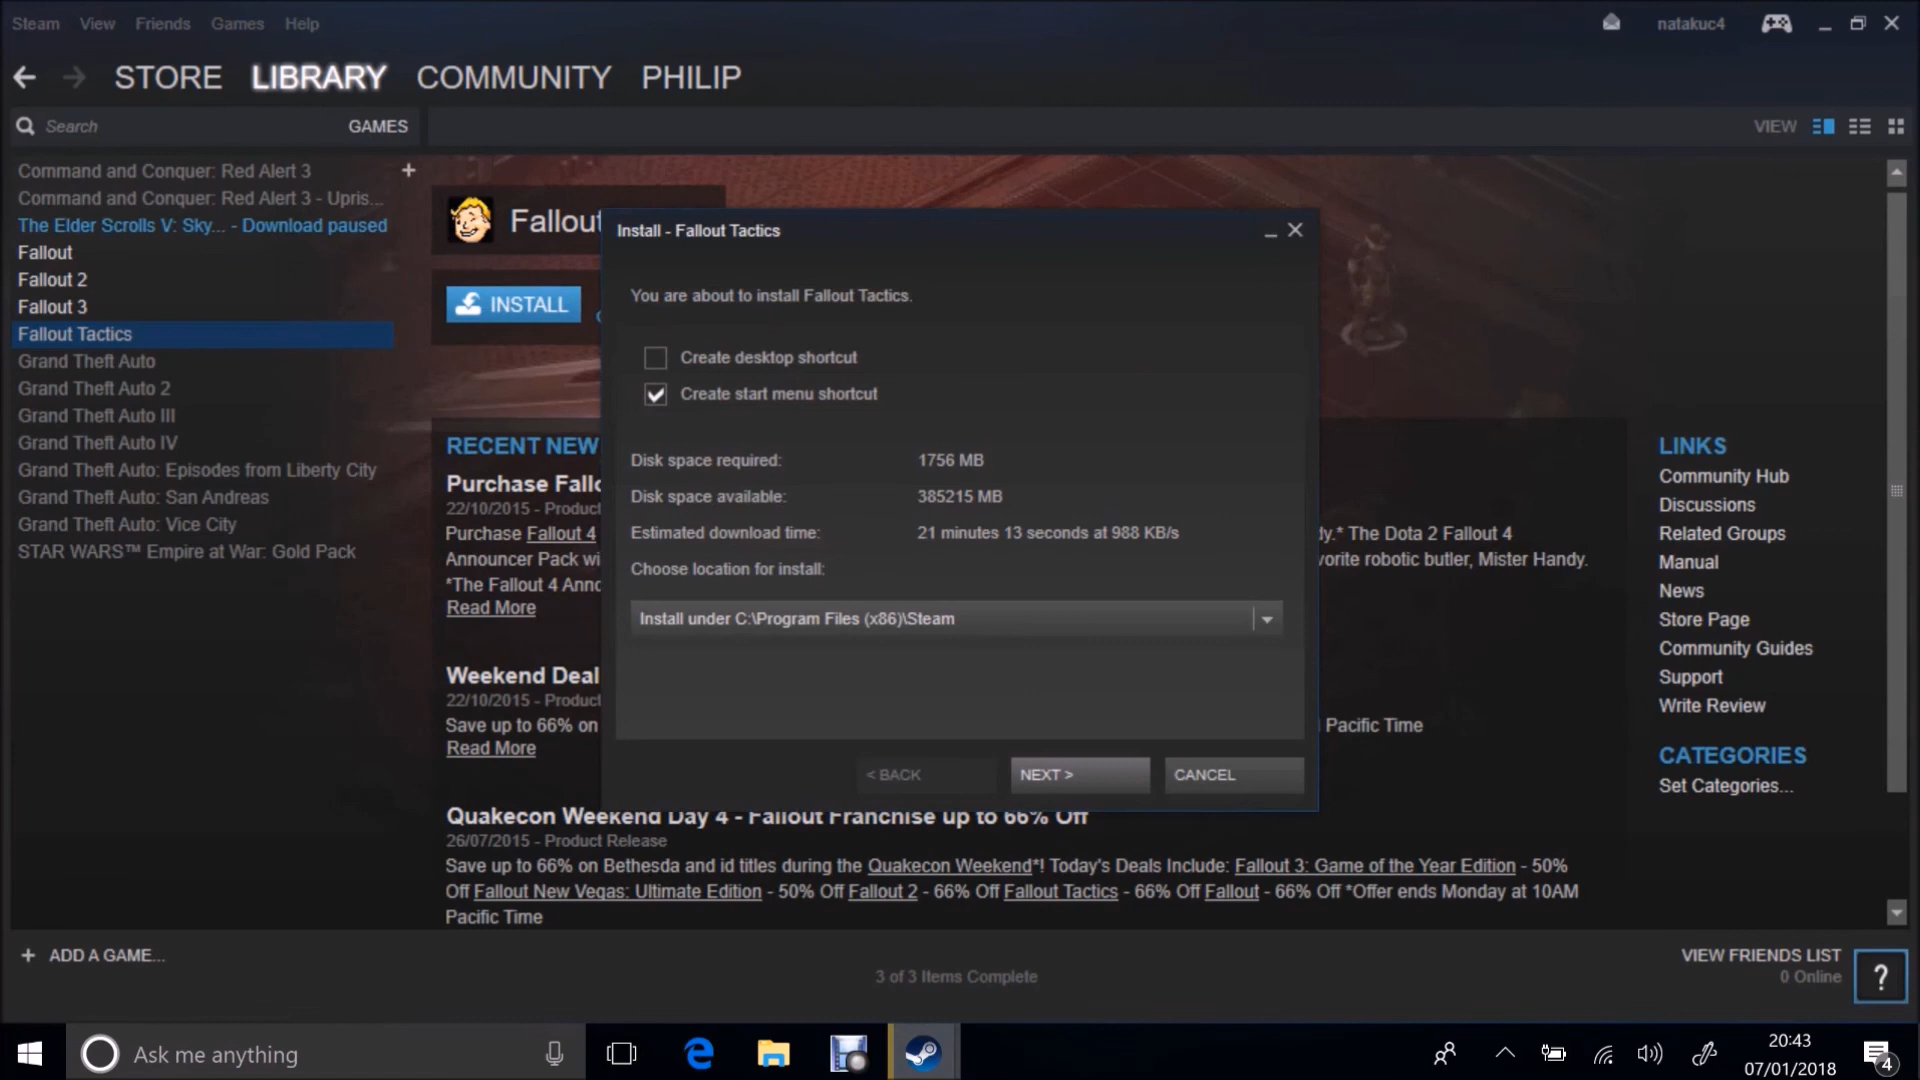 Steam View Friends Games Help
natakuc4
STORE LIBRARY COMMUNITY PHILIP
Search
GAMES
VIEW
Command and Conquer: Red Alert 3
Command and Conquer: Red Alert 3 - Upris...
The Elder Scrolls V: Sky... - Download paused
Fallout
Fallout 2
Fallout 3
Fallout Tactics
Grand Theft Auto
Grand Theft Auto 2
Grand Theft Auto III
Grand Theft Auto IV
Grand Theft Auto: Episodes from Liberty City
Grand Theft Auto: San Andreas
Grand Theft Auto: Vice City
STAR WARS™ Empire at War: Gold Pack
Fallout
INSTALL
Install - Fallout Tactics
You are about to install Fallout Tactics.
Create desktop shortcut
Create start menu shortcut
Disk space required: 1756 MB
Disk space available: 385215 MB
Estimated download time: 21 minutes 13 seconds at 988 KB/s
Choose location for install:
Install under C:\Program Files (x86)\Steam
< BACK
NEXT >
CANCEL
RECENT NEW
Purchase Fallo
22/10/2015 - Product
Purchase Fallout 4
dy.* The Dota 2 Fallout 4
Announcer Pack wi
vorite robotic butler, Mister Handy.
*The Fallout 4 Anno
Read More
Weekend Deal
22/10/2015 - Product
Save up to 66% on
Pacific Time
Read More
Quakecon Weekend Day 4 - Fallout Franchise up to 66% Off
26/07/2015 - Product Release
Save up to 66% on Bethesda and id titles during the Quakecon Weekend*! Today's Deals Include: Fallout 3: Game of the Year Edition - 50%
Off Fallout New Vegas: Ultimate Edition - 50% Off Fallout 2 - 66% Off Fallout Tactics - 66% Off Fallout - 66% Off *Offer ends Monday at 10AM
Pacific Time
LINKS
Community Hub
Discussions
Related Groups
Manual
News
Store Page
Community Guides
Support
Write Review
CATEGORIES
Set Categories...
+ ADD A GAME...
3 of 3 Items Complete
VIEW FRIENDS LIST
0 Online
?
Ask me anything
20:43
07/01/2018
4